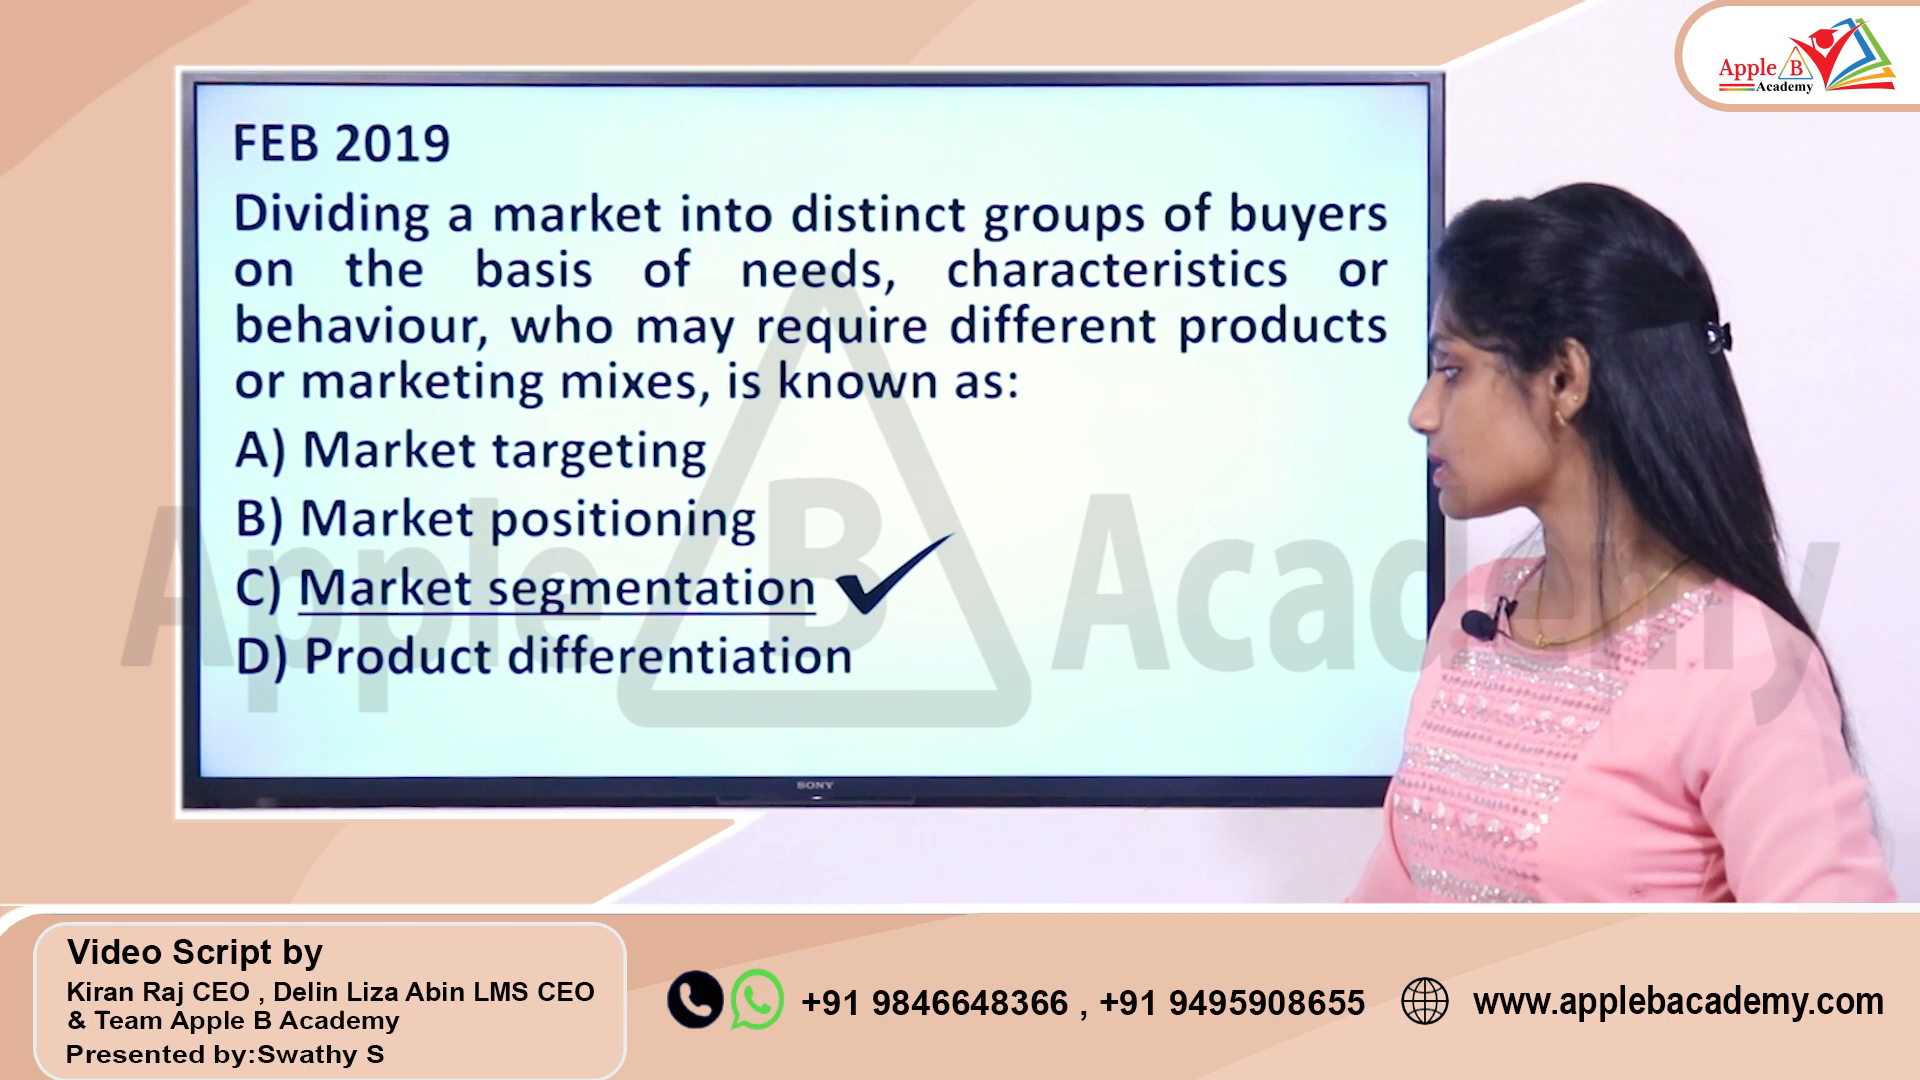 Apple B
Academy
FEB 2019
Dividing a market into distinct groups of buyers
on the basis of needs, characteristics or
behaviour, who may require different products
or marketing mixes, is known as:
A) Market targeting
B) Market positioning
C) Market segmentation
D) Product differentiation
Apple B Academy
SONY
Video Script by
Kiran Raj CEO , Delin Liza Abin LMS CEO
& Team Apple B Academy
Presented by:Swathy S
+91 9846648366 , +91 9495908655
www.applebacademy.com